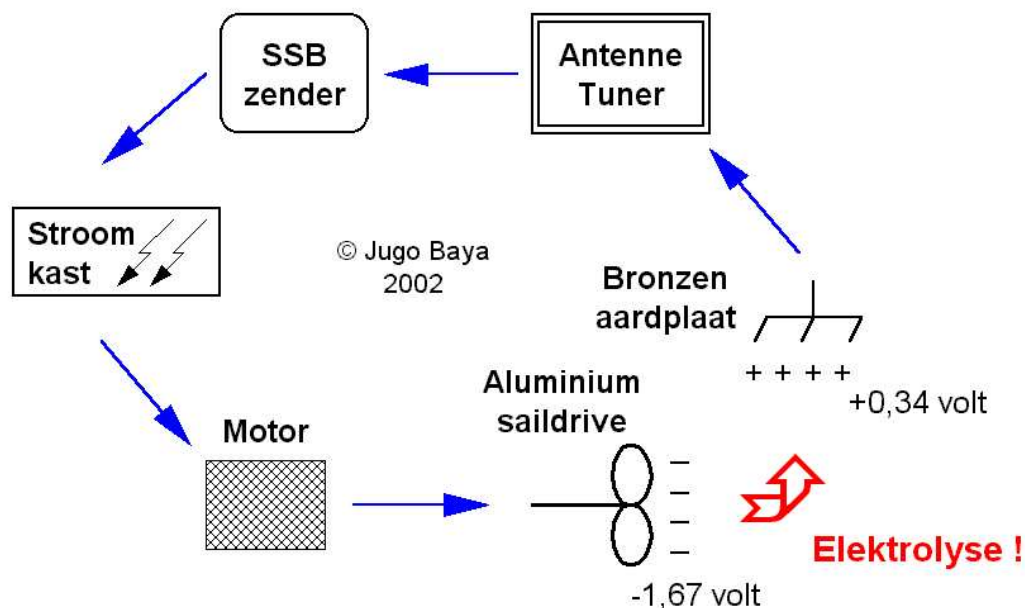 SSB
zender
Antenne
Tuner
Stroom
kast
© Jugo Baya
2002
Bronzen
aardplaat
+ + + +
+0,34 volt
Aluminium
saildrive
Motor
Elektrolyse !
-1,67 volt